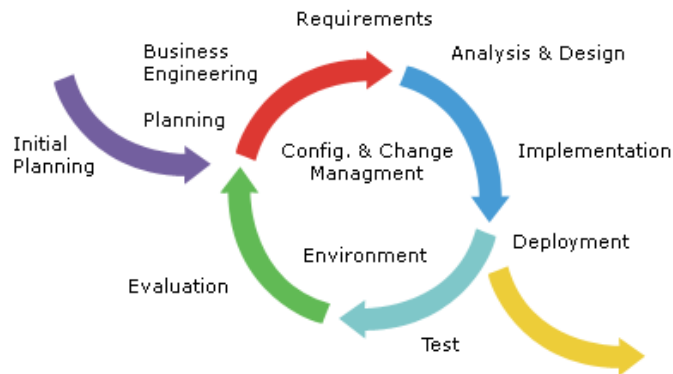 Requirements
Business
Engineering
Analysis & Design
Planning
Initial
Planning
Config. & Change
Managment
Implementation
Environment
Deployment
Evaluation
Test